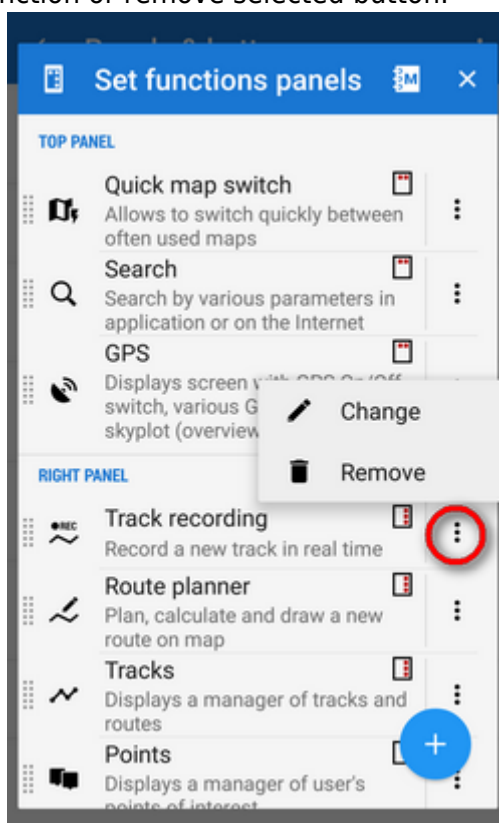 nction or remove selected button.
Set functions panels
TOP PANEL
Quick map switch
Allows to switch quickly between
often used maps
Search
Search by various parameters in
application or on the Internet
GPS
Displays screen with GPS On/Off
switch, various G
skyplot (overview
Change
Remove
RIGHT PANEL
Track recording
REC
Record a new track in real time
Route planner
Plan, calculate and draw a new
route on map
Tracks
Displays a manager of tracks and
routes
Points
Displays a manager of user's
points of interest